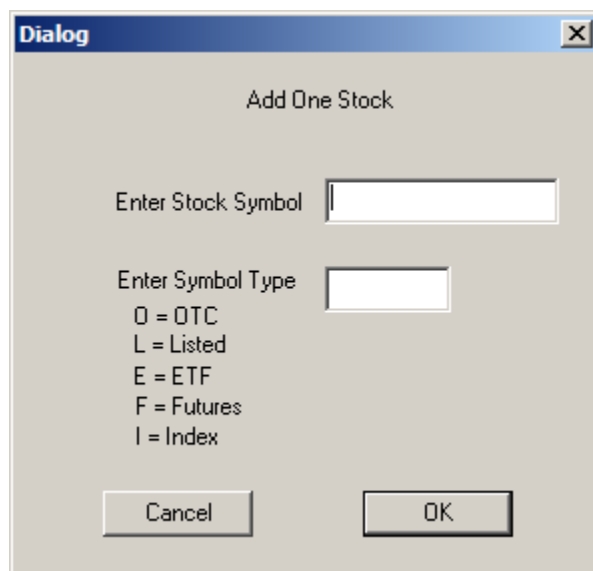 Dialog
Add One Stock
Enter Stock Symbol
Enter Symbol Type
O = OTC
L = Listed
E = ETF
F = Futures
I = Index
Cancel OK